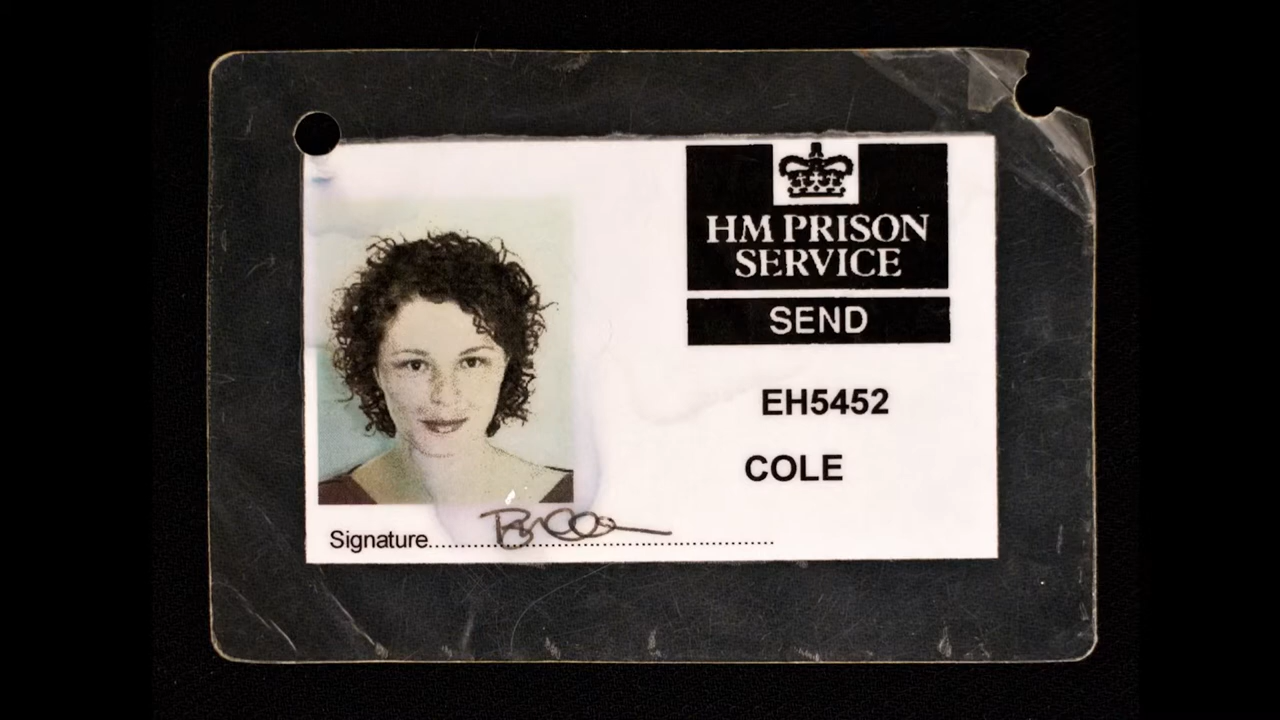 HM PRISON
SERVICE
SEND
EH5452
COLE
Signature................................................